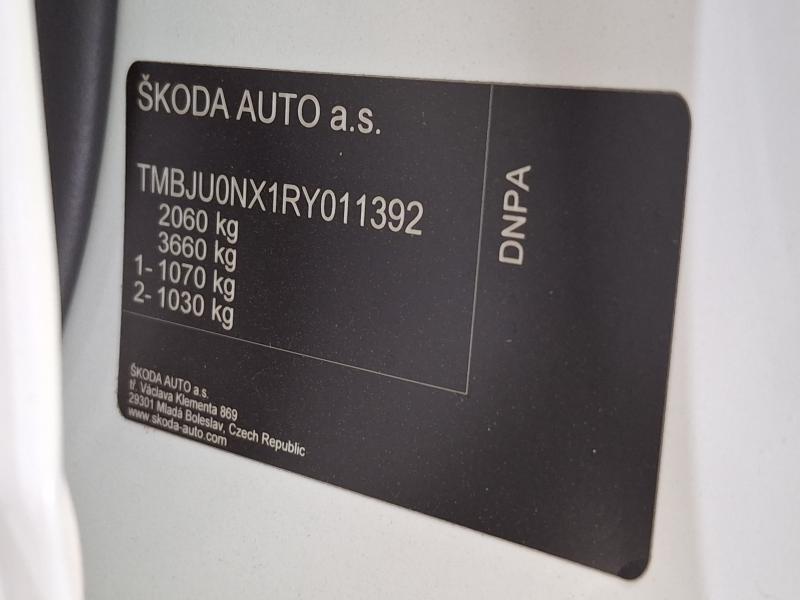 ŠKODA AUTO a.s.
TMBJU0NX1RY011392
2060 kg
3660 kg
1- 1070 kg
2- 1030 kg
DNPA
ŠKODA AUTO a.s.
tř. Václava Klementa 869
29301 Mladá Boleslav, Czech Republic
www.skoda-auto.com